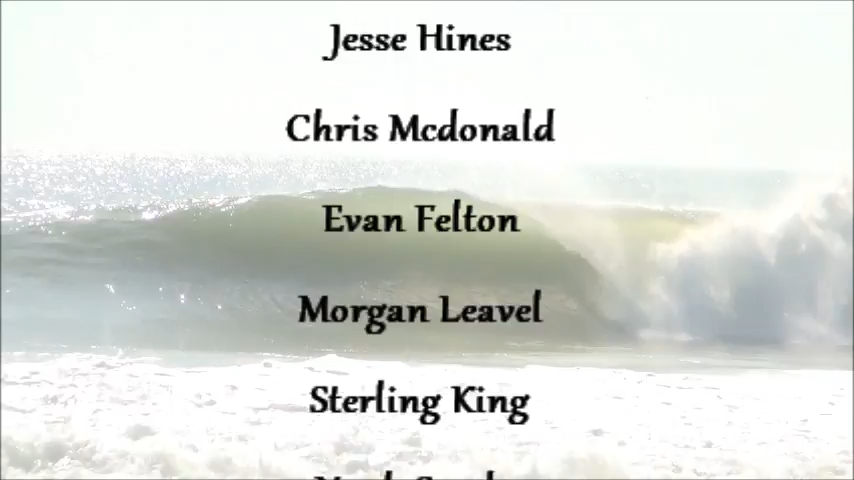 Jesse Hines
Chris Mcdonald
Evan Felton
Morgan Leavel
Sterling King